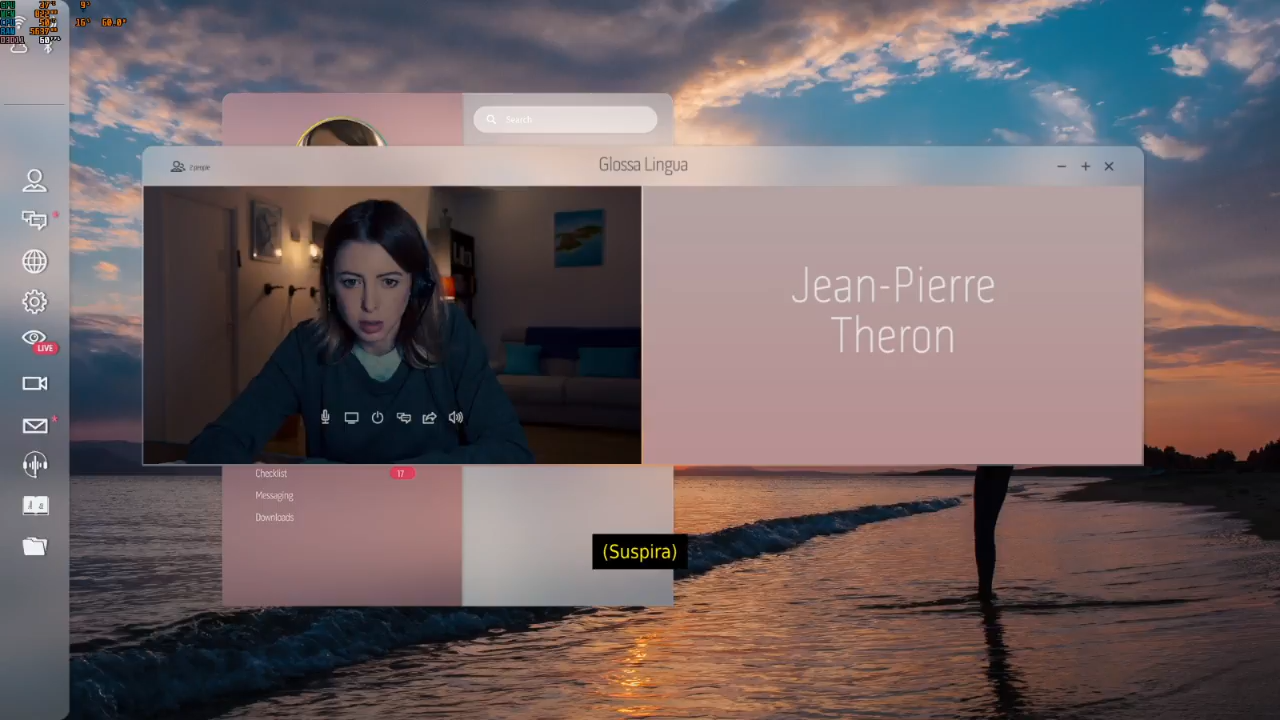 Search
Glossa Lingua
Jean-Pierre
Theron
LIVE
Checklist
17
Messaging
Downloads
(Suspira)